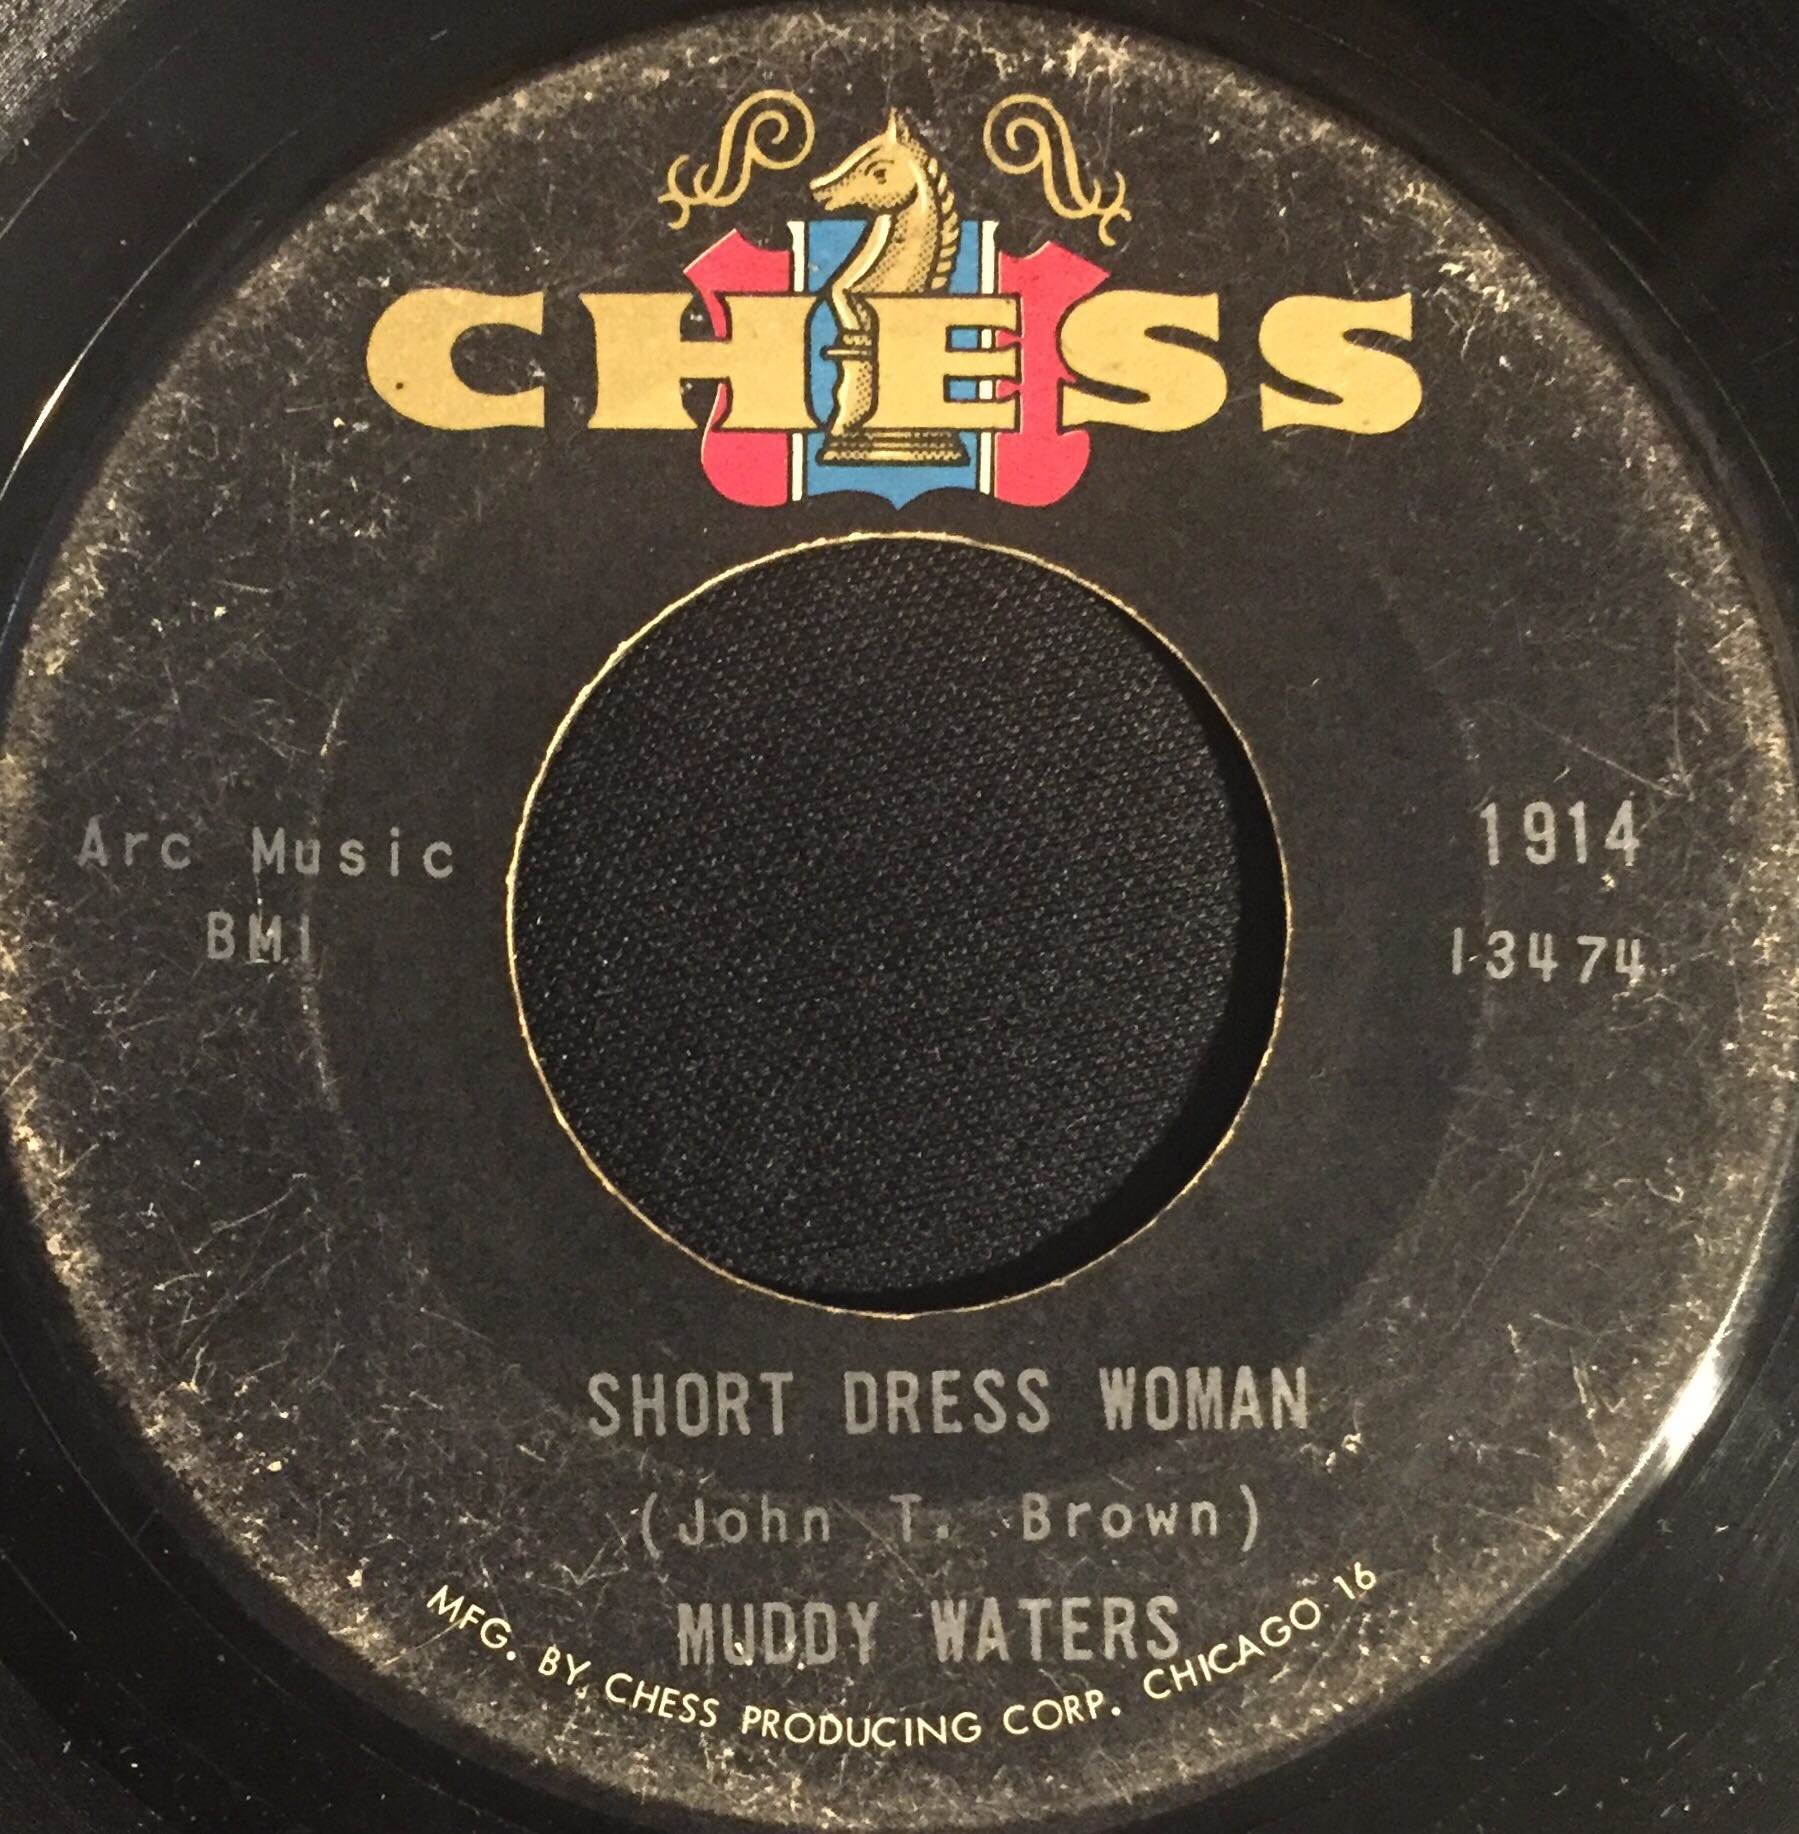 CHESS
Arc Music
BMI
1914
13474
SHORT DRESS WOMAN
(John T. Brown)
MUDDY WATERS
MFG. BY CHESS PRODUCING CORP. CHICAGO 16